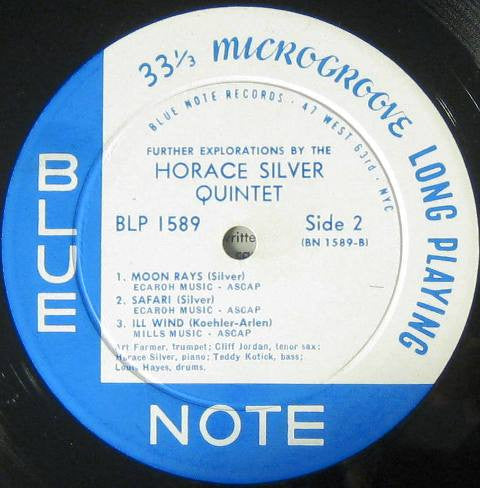 33⅓ MICROGROOVE LONG PLAYING
BLUE NOTE RECORDS · 47 WEST 63rd · NYC
FURTHER EXPLORATIONS BY THE
HORACE SILVER
QUINTET
BLP 1589
Side 2
(BN 1589-B)
1. MOON RAYS (Silver)
ECAROH MUSIC - ASCAP
2. SAFARI (Silver)
ECAROH MUSIC - ASCAP
3. ILL WIND (Koehler-Arlen)
MILLS MUSIC - ASCAP
Art Farmer, trumpet; Cliff Jordan, tenor sax;
Horace Silver, piano; Teddy Kotick, bass;
Louis Hayes, drums.
BLUE
NOTE